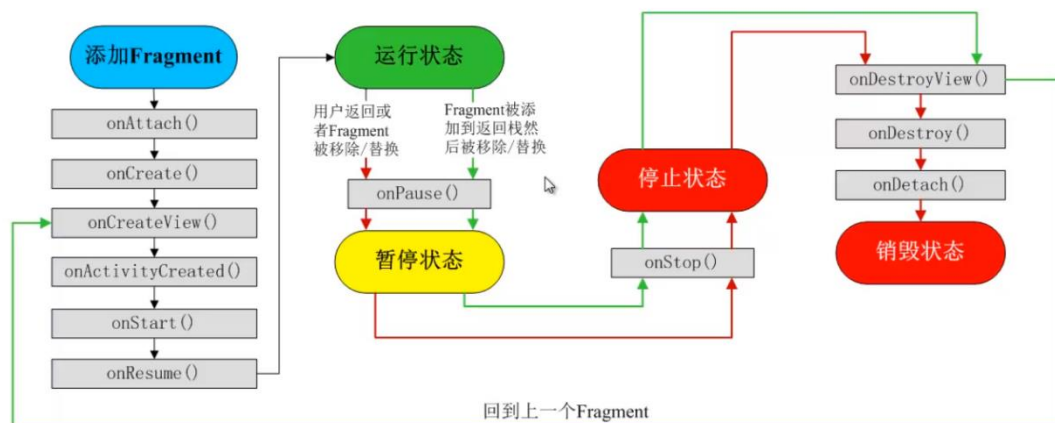 添加Fragment
onAttach()
onCreate()
onCreateView()
onActivityCreated()
onStart()
onResume()
运行状态
用户返回或
者Fragment
被移除/替换
Fragment被添
加到返回栈然
后被移除/替换
onPause()
暂停状态
停止状态
onStop()
onDestroyView()
onDestroy()
onDetach()
销毁状态
回到上一个Fragment